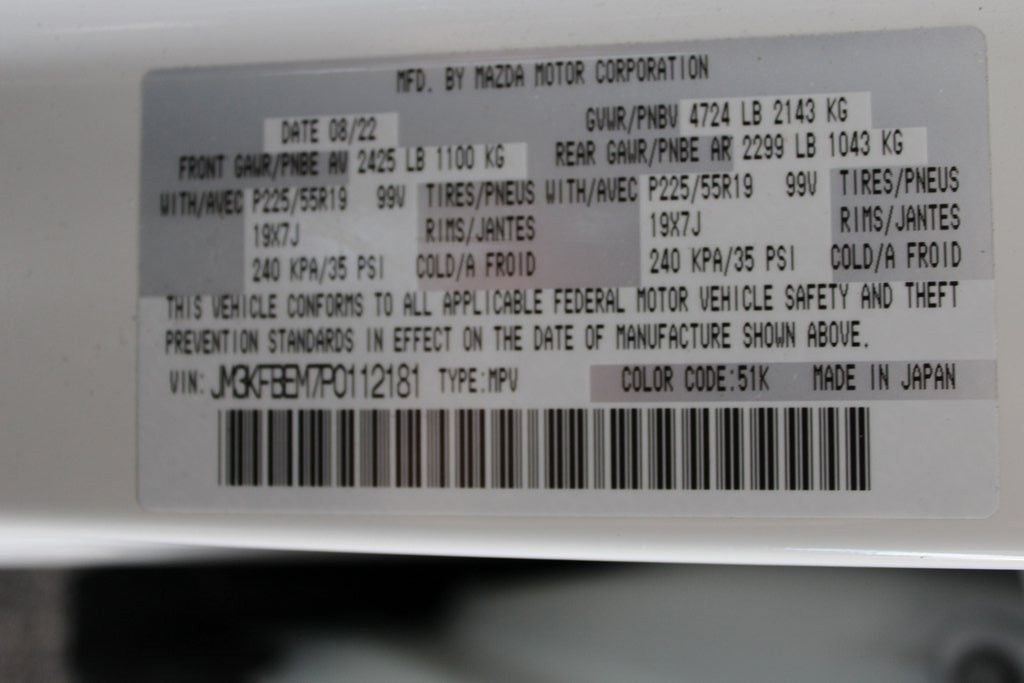 MFD. BY MAZDA MOTOR CORPORATION
DATE 08/22 GVWR/PNBV 4724 LB 2143 KG
FRONT GAWR/PNBE AV 2425 LB 1100 KG REAR GAWR/PNBE AR 2299 LB 1043 KG
WITH/AVEC P225/55R19 99V TIRES/PNEUS WITH/AVEC P225/55R19 99V TIRES/PNEUS
19X7J RIMS/JANTES 19X7J RIMS/JANTES
240 KPA/35 PSI COLD/A FROID 240 KPA/35 PSI COLD/A FROID
THIS VEHICLE CONFORMS TO ALL APPLICABLE FEDERAL MOTOR VEHICLE SAFETY AND THEFT
PREVENTION STANDARDS IN EFFECT ON THE DATE OF MANUFACTURE SHOWN ABOVE.
VIN: JM3KFBEM7P0112181 TYPE:MPV COLOR CODE:51K MADE IN JAPAN